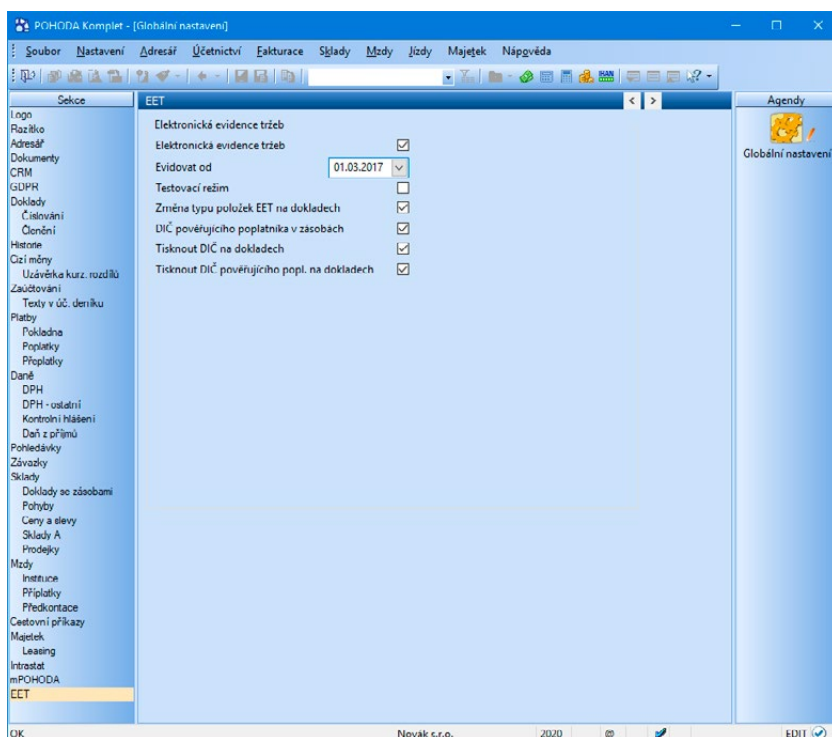 POHODA Komplet - [Globální nastavení]
Soubor Nastavení Adresář Účetnictví Fakturace Sklady Mzdy Jízdy Majetek Nápověda
Sekce
Logo
Razítko
Adresář
Dokumenty
CRM
GDPR
Doklady
Číslování
Členění
Historie
Cizí měny
Uzávěrka kurz. rozdílů
Zaúčtování
Texty v úč. deníku
Platby
Pokladna
Poplatky
Přeplatky
Daně
DPH
DPH - ostatní
Kontrolní hlášení
Daň z příjmů
Pohledávky
Závazky
Sklady
Doklady se zásobami
Pohyby
Ceny a slevy
Sklady A
Prodejky
Mzdy
Instituce
Příplatky
Předkontace
Cestovní příkazy
Majetek
Leasing
Intrastat
mPOHODA
EET
EET
Elektronická evidence tržeb
Elektronická evidence tržeb
Evidovat od 01.03.2017
Testovací režim
Změna typu položek EET na dokladech
DIČ pověřujícího poplatníka v zásobách
Tisknout DIČ na dokladech
Tisknout DIČ pověřujícího popl. na dokladech
Agendy
Globální nastavení
OK Novák s.r.o. 2020 @ EDIT